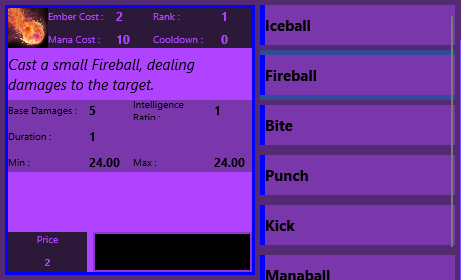 Ember Cost : 2 Rank : 1
Mana Cost : 10 Cooldown : 0
Cast a small Fireball, dealing
damages to the target.
Base Damages : 5 Intelligence Ratio : 1
Duration : 1
Min : 24.00 Max : 24.00
Price
2
Iceball
Fireball
Bite
Punch
Kick
Manaball